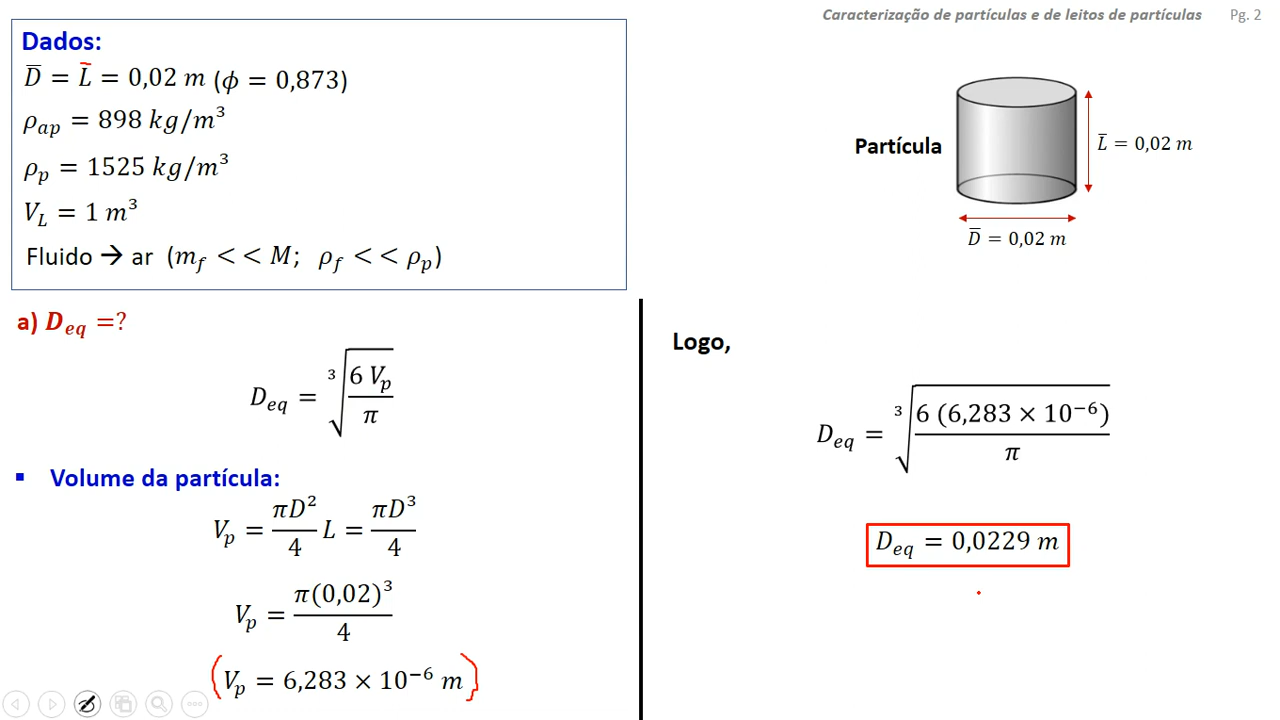 Caracterização de partículas e de leitos de partículas Pg. 2
Dados:
D̅ = L̅ = 0,02 m (ϕ = 0,873)
ρ_ap = 898 kg/m³
ρ_p = 1525 kg/m³
V_L = 1 m³
Fluido → ar (m_f << M; ρ_f << ρ_p)
Partícula
L̅ = 0,02 m
D̅ = 0,02 m
a) D_eq =?
D_eq = ∛(6 V_p / π)
▪ Volume da partícula:
V_p = πD²/4 L = πD³/4
V_p = π(0,02)³/4
(V_p = 6,283 × 10⁻⁶ m)
Logo,
D_eq = ∛(6 (6,283 × 10⁻⁶) / π)
D_eq = 0,0229 m